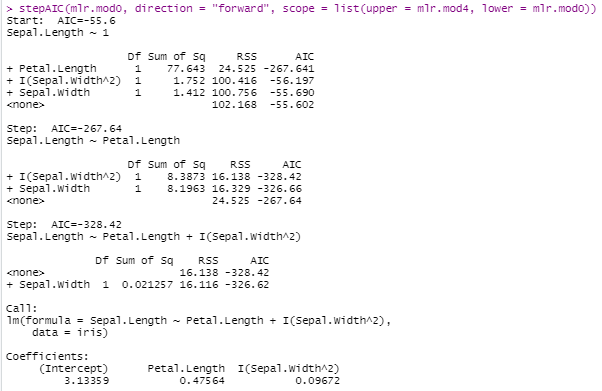 > stepAIC(mlr.mod0, direction = "forward", scope = list(upper = mlr.mod4, lower = mlr.mod0))
Start:  AIC=-55.6
Sepal.Length ~ 1

                   Df Sum of Sq     RSS      AIC
+ Petal.Length      1    77.643  24.525 -267.641
+ I(Sepal.Width^2)  1     1.752 100.416  -56.197
+ Sepal.Width       1     1.412 100.756  -55.690
<none>                          102.168  -55.602

Step:  AIC=-267.64
Sepal.Length ~ Petal.Length

                   Df Sum of Sq    RSS     AIC
+ I(Sepal.Width^2)  1    8.3873 16.138 -328.42
+ Sepal.Width       1    8.1963 16.329 -326.66
<none>                          24.525 -267.64

Step:  AIC=-328.42
Sepal.Length ~ Petal.Length + I(Sepal.Width^2)

              Df Sum of Sq    RSS     AIC
<none>                     16.138 -328.42
+ Sepal.Width  1  0.021257 16.116 -326.62

Call:
lm(formula = Sepal.Length ~ Petal.Length + I(Sepal.Width^2),
    data = iris)

Coefficients:
     (Intercept)      Petal.Length  I(Sepal.Width^2)
         3.13359           0.47564           0.09672